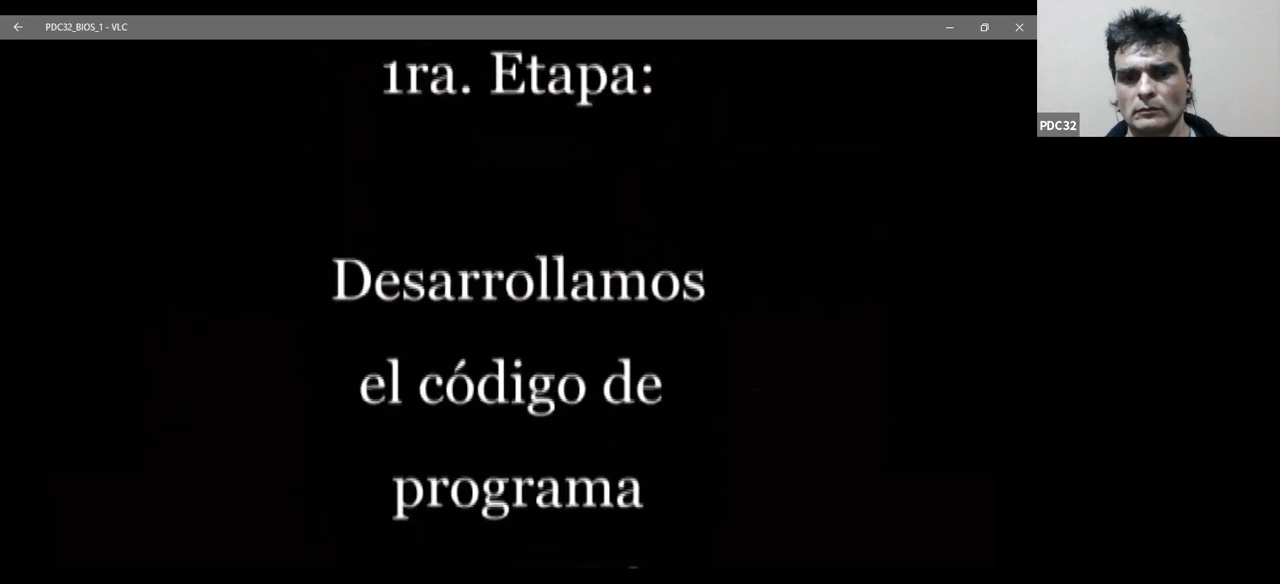 PDC32_BIOS_1 - VLC
PDC32
1ra. Etapa:
Desarrollamos
el código de
programa